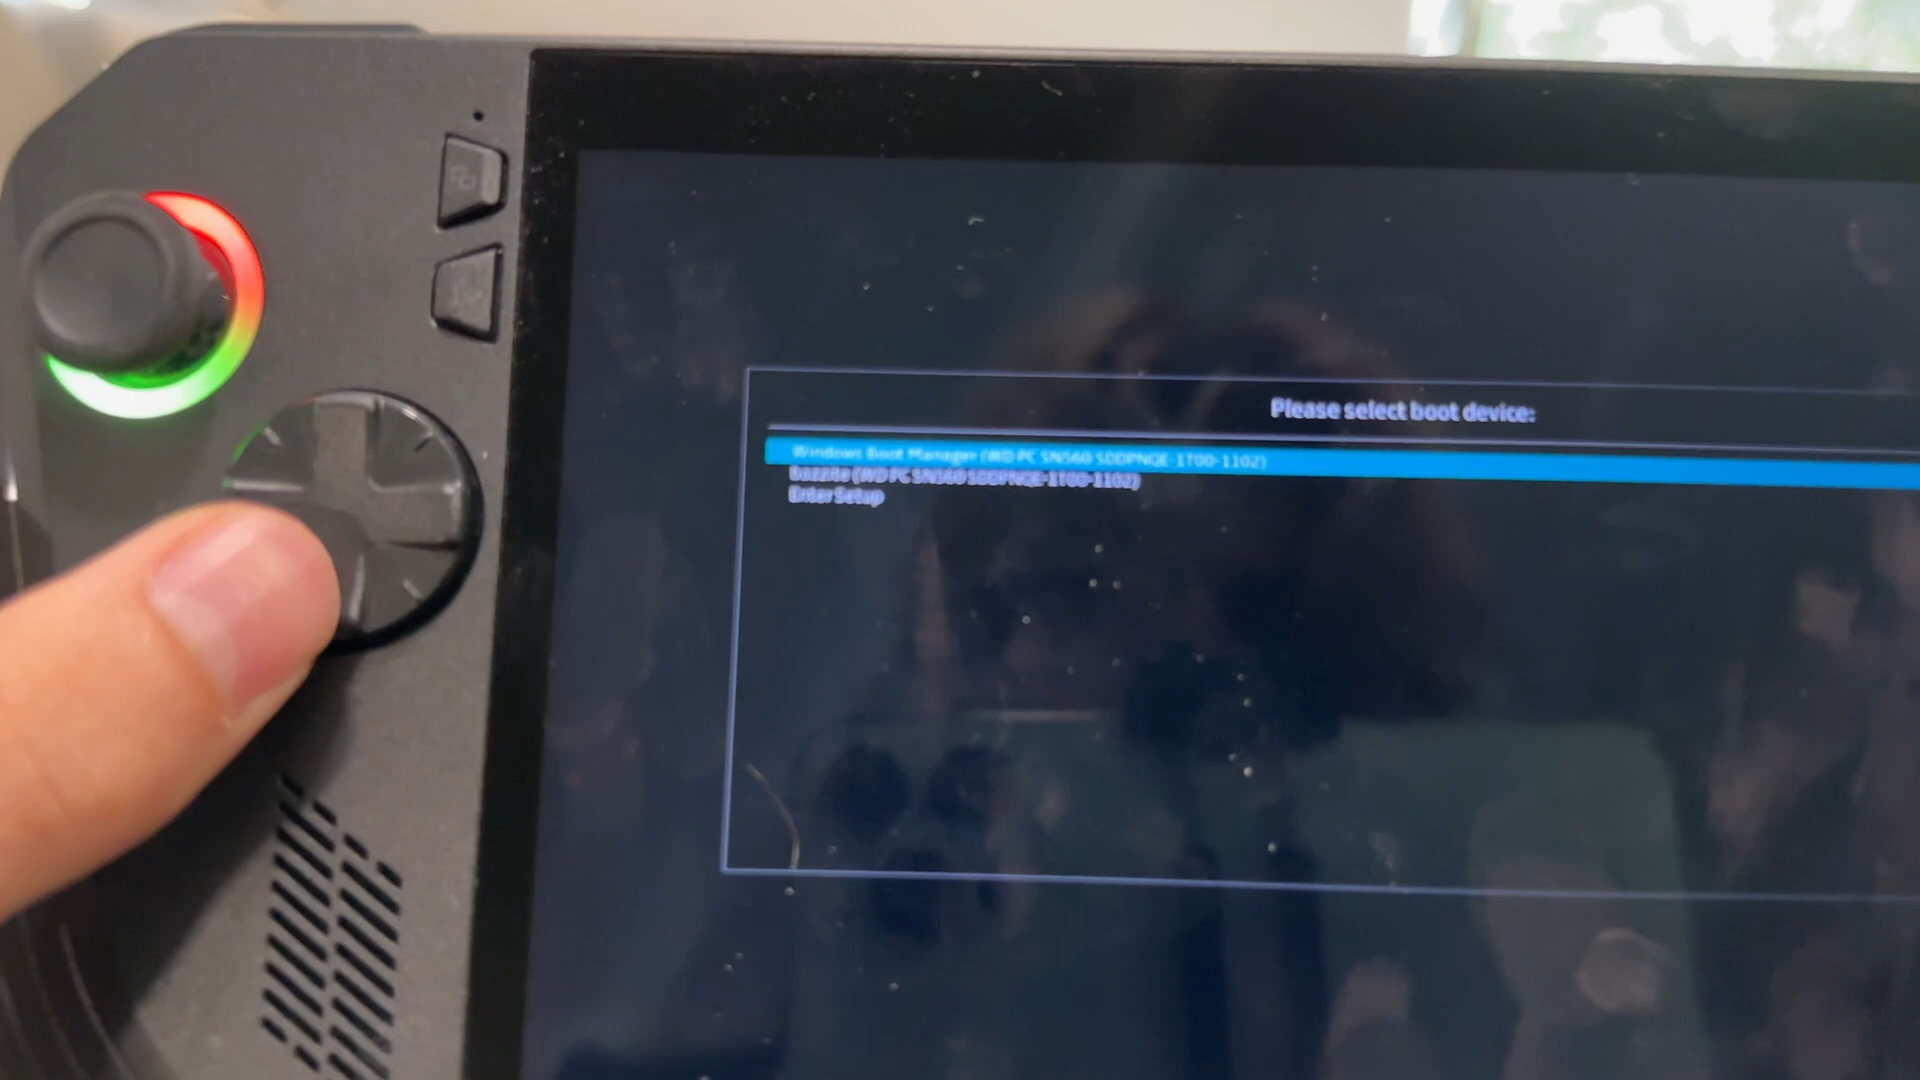 Please select boot device:
Windows Boot Manager (WD PC SN560 SDDPNQE-1T00-1102)
bazzite (WD PC SN560 SDDPNQE-1T00-1102)
Enter Setup